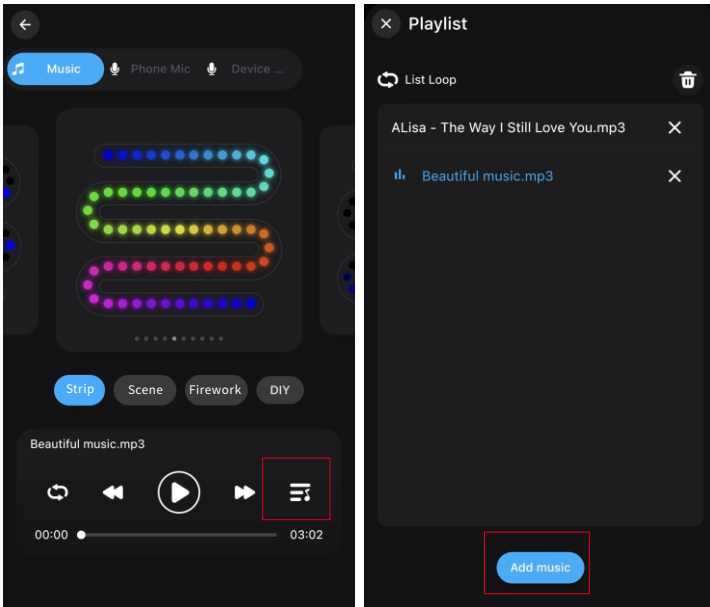 Music
Phone Mic
Device ...
Strip
Scene
Firework
DIY
Beautiful music.mp3
00:00
03:02
Playlist
List Loop
ALisa - The Way I Still Love You.mp3
Beautiful music.mp3
Add music